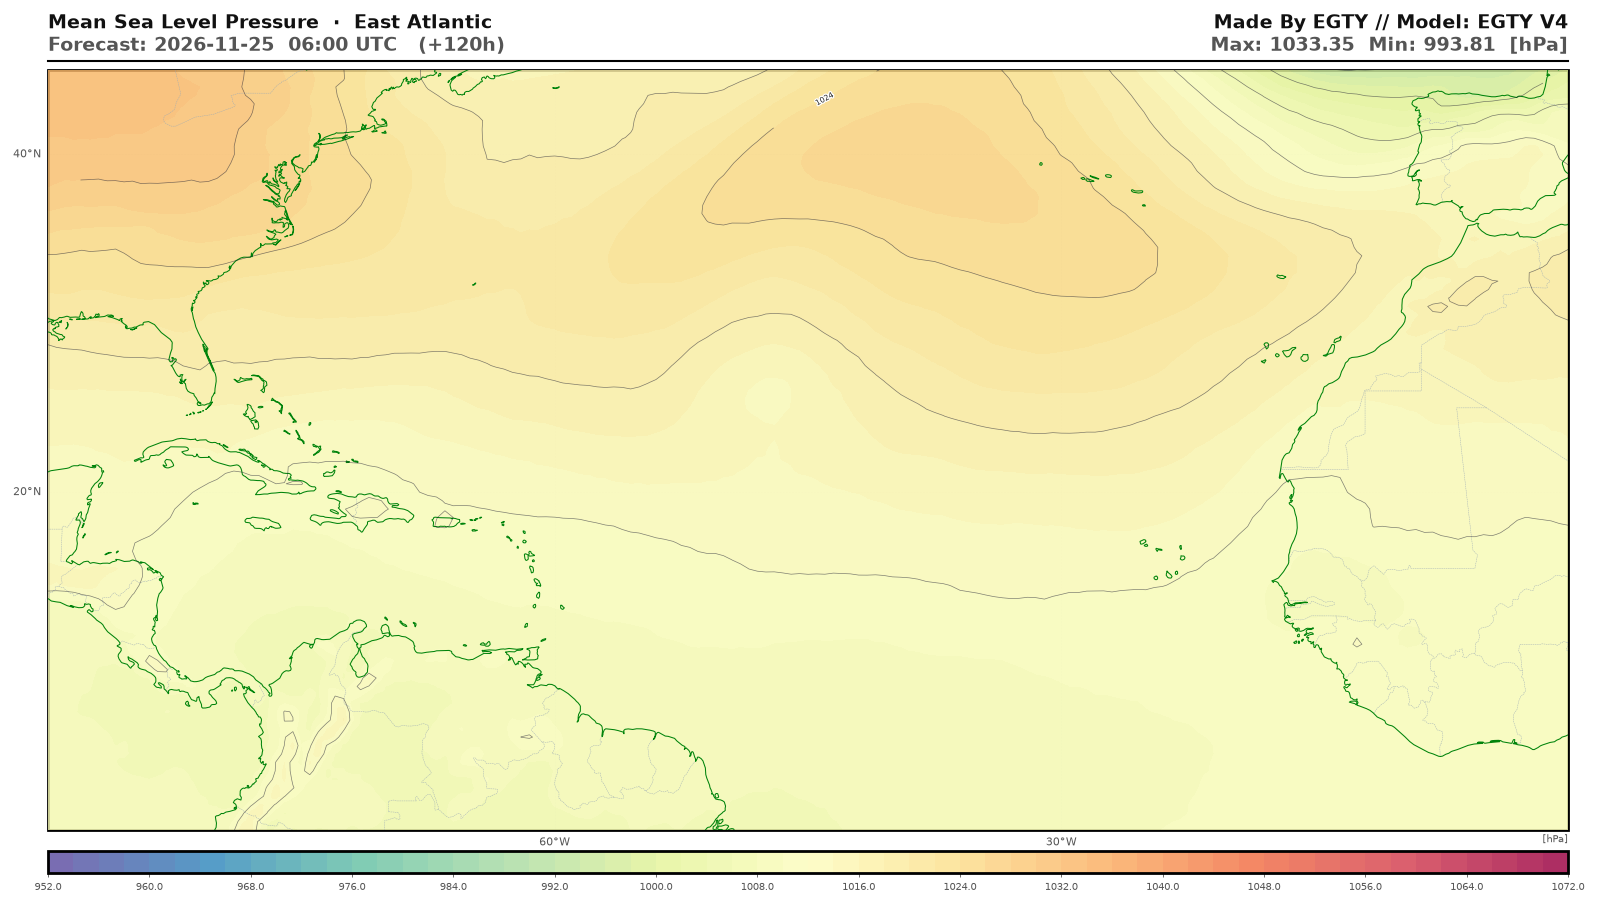 Mean Sea Level Pressure · East Atlantic
Made By EGTY // Model: EGTY V4
Forecast: 2026-11-25 06:00 UTC (+120h)
Max: 1033.35 Min: 993.81 [hPa]
1024
40°N
20°N
60°W
30°W
[hPa]
952.0
960.0
968.0
976.0
984.0
992.0
1000.0
1008.0
1016.0
1024.0
1032.0
1040.0
1048.0
1056.0
1064.0
1072.0